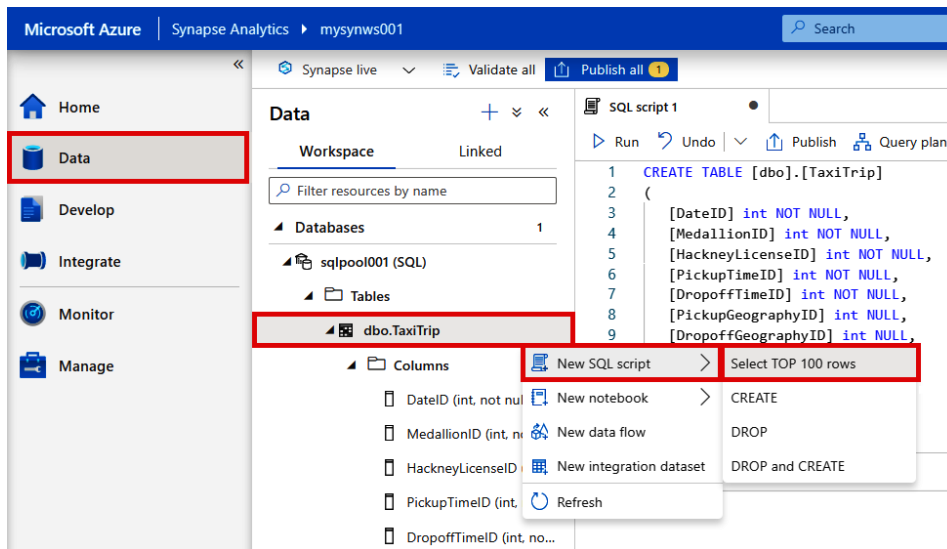 Microsoft Azure
Synapse Analytics
mysynws001
Search
Home
Data
Develop
Integrate
Monitor
Manage
Synapse live
Validate all
Publish all 1
Data
Workspace
Linked
Filter resources by name
Databases
1
sqlpool001 (SQL)
Tables
dbo.TaxiTrip
Columns
DateID (int, not nul
MedallionID (int, no
HackneyLicenseID
PickupTimeID (int,
DropoffTimeID (int, no...
SQL script 1
Run
Undo
Publish
Query plan
1 CREATE TABLE [dbo].[TaxiTrip]
2 (
3 [DateID] int NOT NULL,
4 [MedallionID] int NOT NULL,
5 [HackneyLicenseID] int NOT NULL,
6 [PickupTimeID] int NOT NULL,
7 [DropoffTimeID] int NOT NULL,
8 [PickupGeographyID] int NULL,
9 [DropoffGeographyID] int NULL,
New SQL script
New notebook
New data flow
New integration dataset
Refresh
Select TOP 100 rows
CREATE
DROP
DROP and CREATE